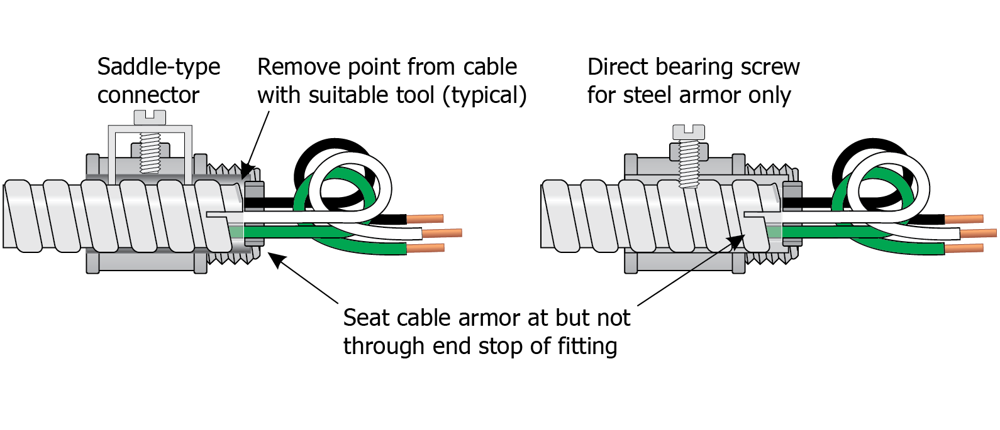 Saddle-type
connector
Remove point from cable
with suitable tool (typical)
Direct bearing screw
for steel armor only
Seat cable armor at but not
through end stop of fitting